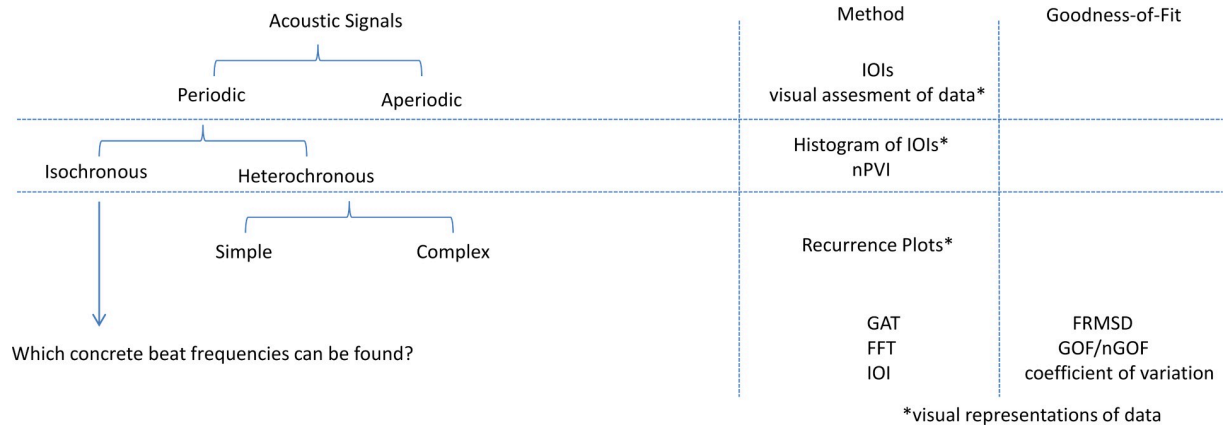 Acoustic Signals
Periodic
Aperiodic
Isochronous
Heterochronous
Simple
Complex
Which concrete beat frequencies can be found?
Method
Goodness-of-Fit
IOIs
visual assesment of data*
Histogram of IOIs*
nPVI
Recurrence Plots*
GAT
FRMSD
FFT
GOF/nGOF
IOI
coefficient of variation
*visual representations of data